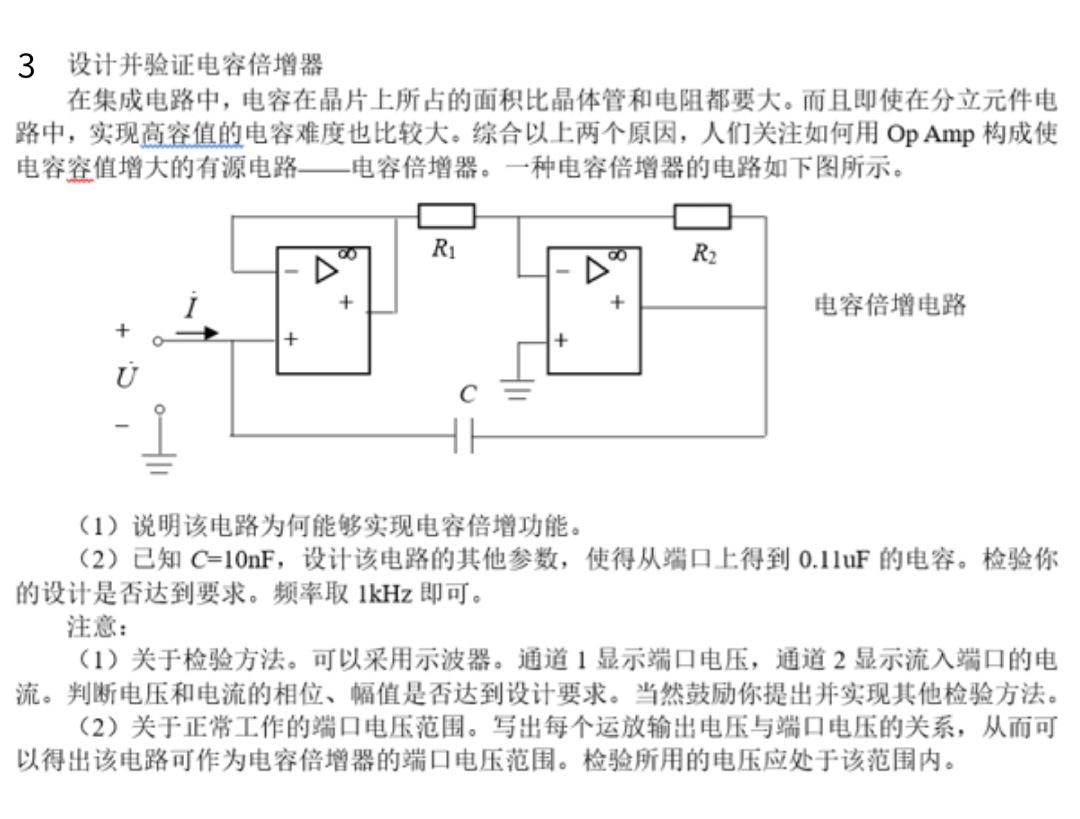 3 设计并验证电容倍增器
在集成电路中，电容在晶片上所占的面积比晶体管和电阻都要大。而且即使在分立元件电
路中，实现高容值的电容难度也比较大。综合以上两个原因，人们关注如何用 Op Amp 构成使
电容容值增大的有源电路——电容倍增器。一种电容倍增器的电路如下图所示。
R1
R2
∞
∞
−
▷
+
+
−
▷
+
+
İ
电容倍增电路
+
U̇
−
C
（1）说明该电路为何能够实现电容倍增功能。
（2）已知 C=10nF，设计该电路的其他参数，使得从端口上得到 0.11uF 的电容。检验你
的设计是否达到要求。频率取 1kHz 即可。
注意：
（1）关于检验方法。可以采用示波器。通道 1 显示端口电压，通道 2 显示流入端口的电
流。判断电压和电流的相位、幅值是否达到设计要求。当然鼓励你提出并实现其他检验方法。
（2）关于正常工作的端口电压范围。写出每个运放输出电压与端口电压的关系，从而可
以得出该电路可作为电容倍增器的端口电压范围。检验所用的电压应处于该范围内。